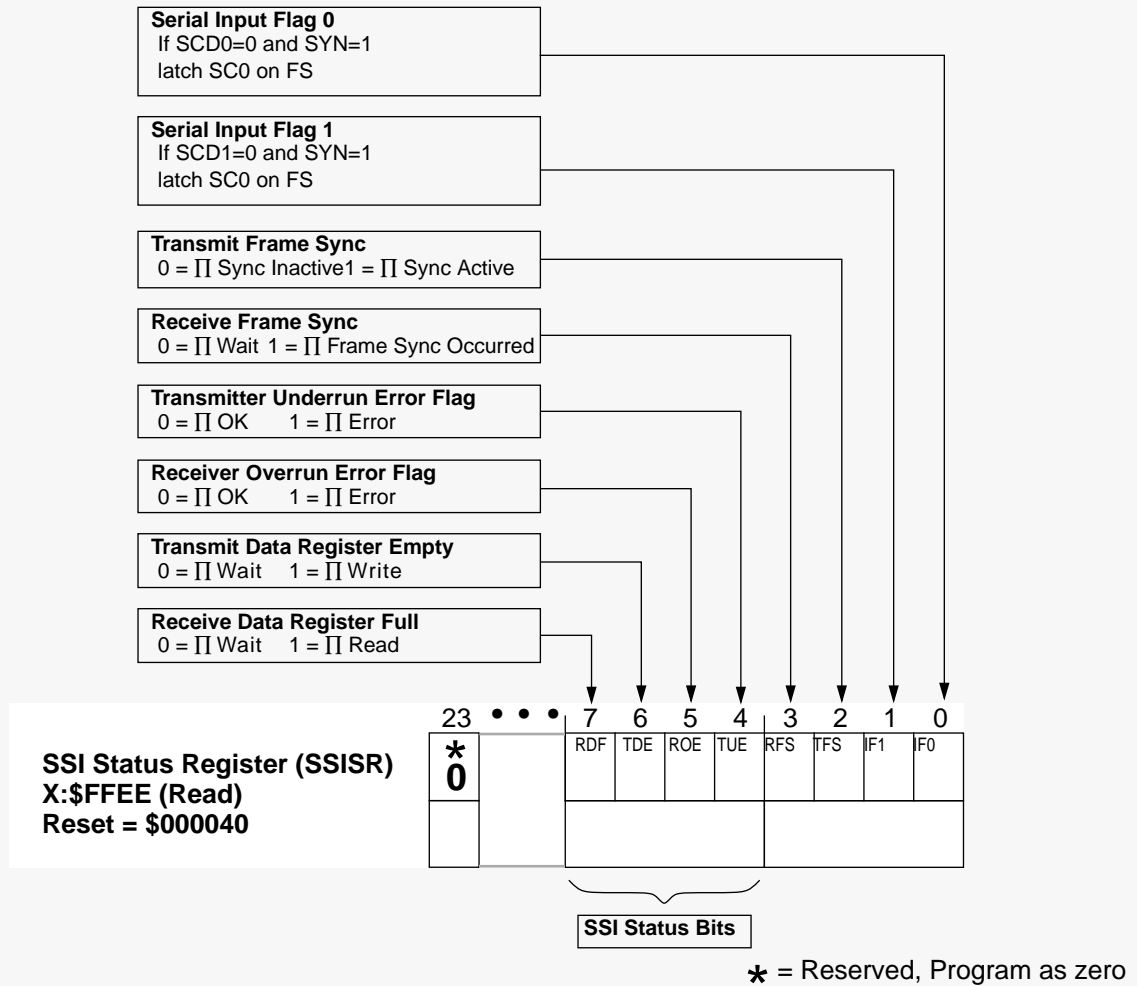 Serial Input Flag 0
If SCD0=0 and SYN=1
latch SC0 on FS
Serial Input Flag 1
If SCD1=0 and SYN=1
latch SC0 on FS
Transmit Frame Sync
0 = ∏ Sync Inactive1 = ∏ Sync Active
Receive Frame Sync
0 = ∏ Wait 1 = ∏ Frame Sync Occurred
Transmitter Underrun Error Flag
0 = ∏ OK 1 = ∏ Error
Receiver Overrun Error Flag
0 = ∏ OK 1 = ∏ Error
Transmit Data Register Empty
0 = ∏ Wait 1 = ∏ Write
Receive Data Register Full
0 = ∏ Wait 1 = ∏ Read
23 • • • 7 6 5 4 3 2 1 0
* RDF TDE ROE TUE RFS TFS IF1 IF0
0
SSI Status Register (SSISR)
X:$FFEE (Read)
Reset = $000040
SSI Status Bits
* = Reserved, Program as zero